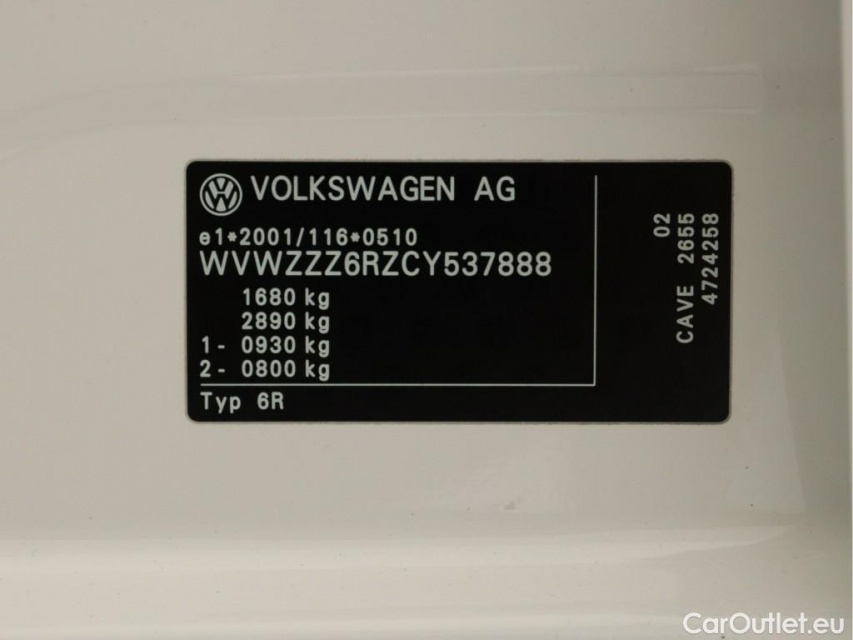 VOLKSWAGEN AG
e1*2001/116*0510
WVWZZZ6RZCY537888
1680 kg
2890 kg
1- 0930 kg
2- 0800 kg
Typ 6R
02
CAVE 2655
4724258
CarOutlet.eu